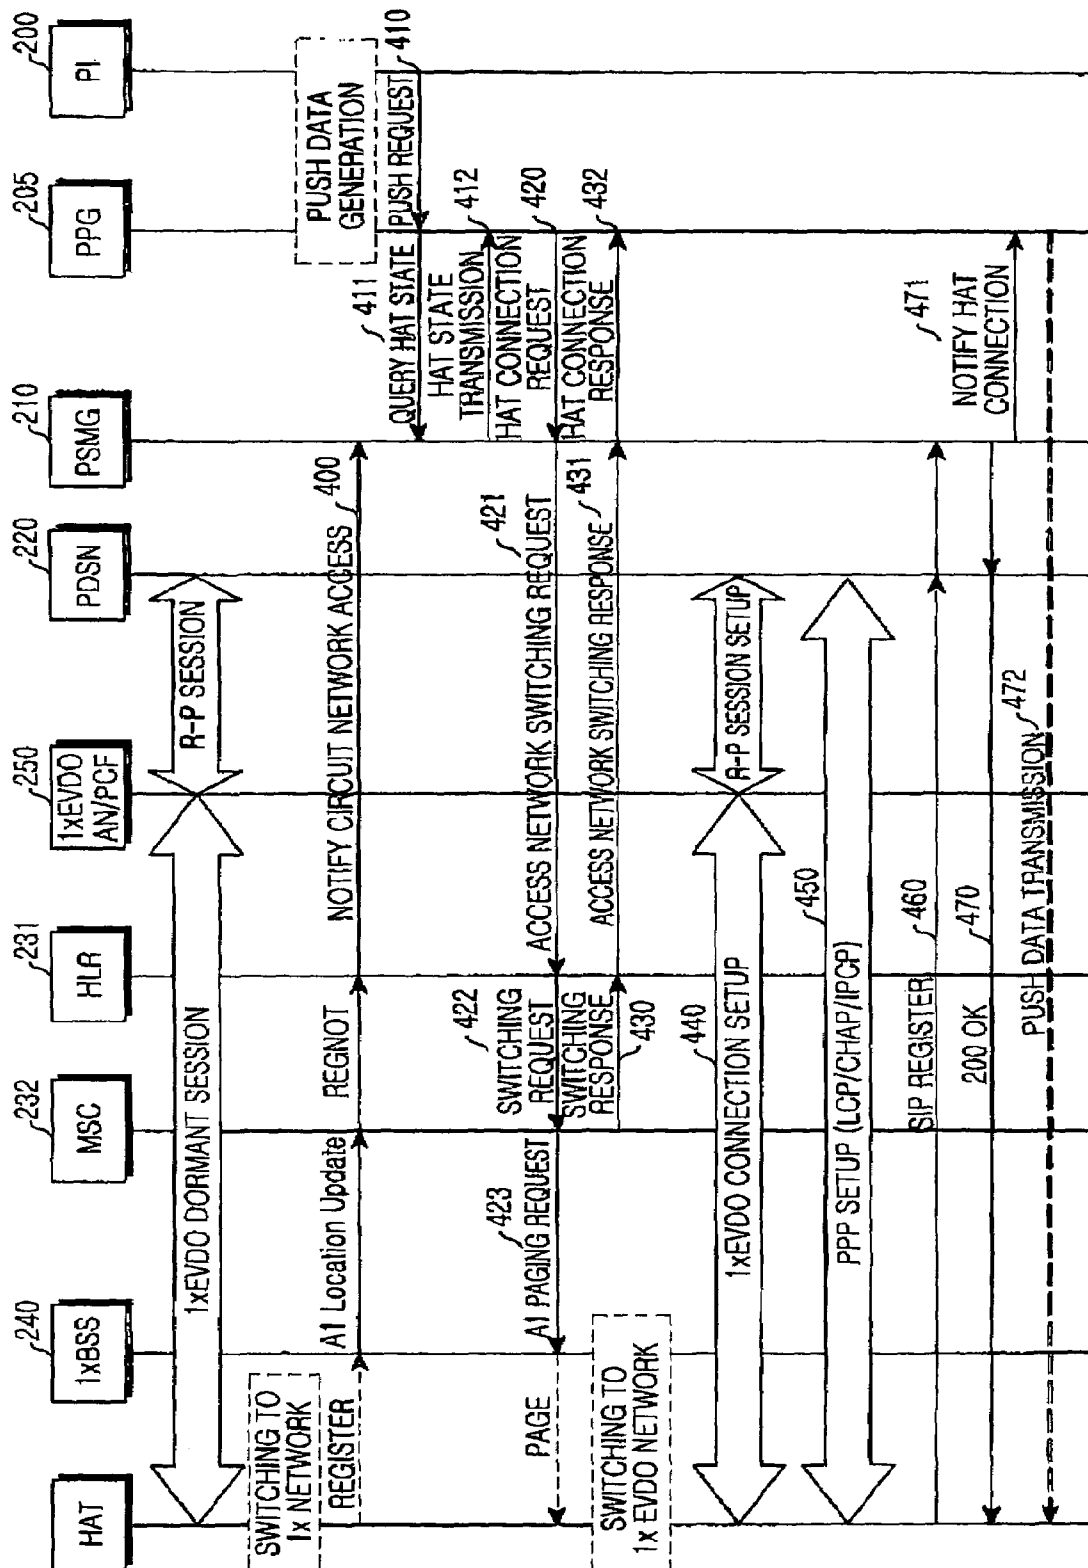 HAT
1xBSS
240
MSC
232
HLR
231
1xEVDO
AN/PCF
250
PDSN
220
PSMG
210
PPG
205
PI
200
1xEVDO DORMANT SESSION
R-P SESSION
SWITCHING TO
1x NETWORK
REGISTER
A1 Location Update
REGNOT
NOTIFY CIRCUIT NETWORK ACCESS
400
PUSH DATA
GENERATION
PUSH REQUEST
410
QUERY HAT STATE
411
HAT STATE
TRANSMISSION
412
HAT CONNECTION
REQUEST
420
ACCESS NETWORK SWITCHING REQUEST
421
SWITCHING
REQUEST
422
A1 PAGING REQUEST
423
PAGE
SWITCHING
RESPONSE
430
ACCESS NETWORK SWITCHING RESPONSE
431
HAT CONNECTION
RESPONSE
432
SWITCHING TO
1x EVDO NETWORK
1xEVDO CONNECTION SETUP
440
R-P SESSION SETUP
PPP SETUP (LCP/CHAP/IPCP)
450
SIP REGISTER
460
200 OK
470
NOTIFY HAT
CONNECTION
471
PUSH DATA TRANSMISSION
472